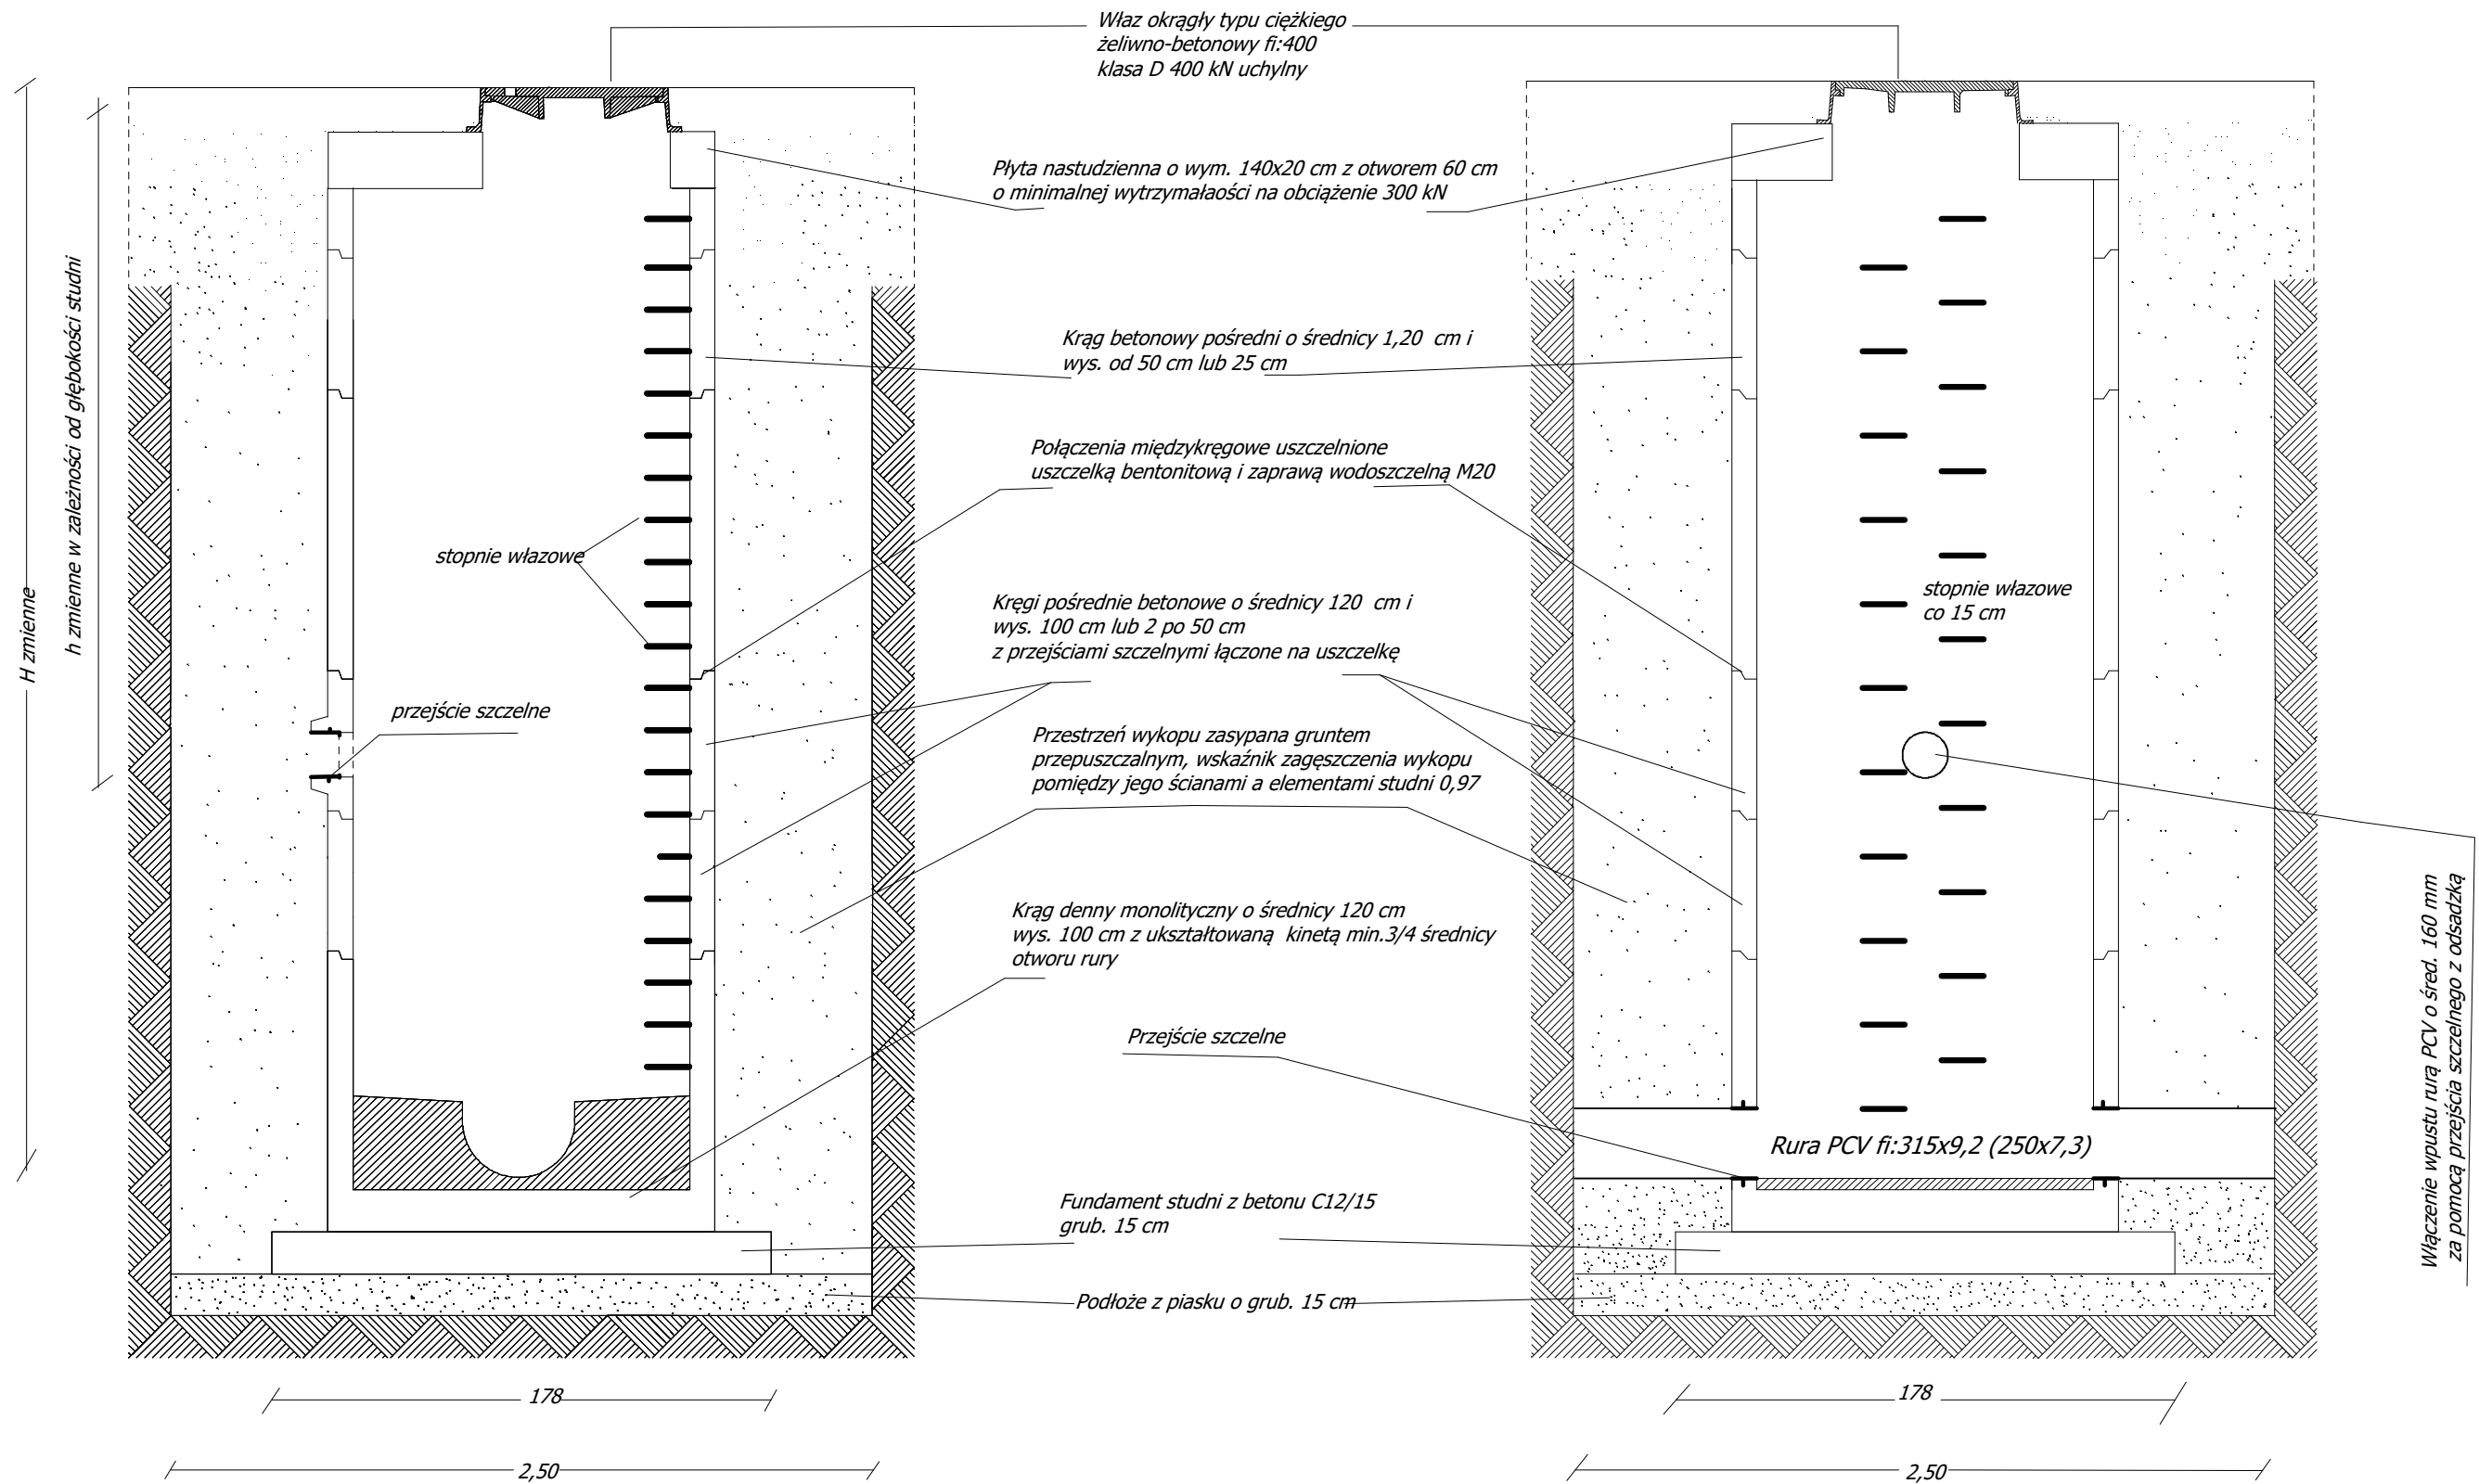 Właz okrągły typu ciężkiego
żeliwno-betonowy fi:400
klasa D 400 kN uchylny
Płyta nastudzienna o wym. 140x20 cm z otworem 60 cm
o minimalnej wytrzymałaości na obciążenie 300 kN
Krąg betonowy pośredni o średnicy 1,20 cm i
wys. od 50 cm lub 25 cm
Połączenia międzykręgowe uszczelnione
uszczelką bentonitową i zaprawą wodoszczelną M20
stopnie włazowe
stopnie włazowe
co 15 cm
Kręgi pośrednie betonowe o średnicy 120 cm i
wys. 100 cm lub 2 po 50 cm
z przejściami szczelnymi łączone na uszczelkę
H zmienne
h zmienne w zależności od głębokości studni
przejście szczelne
Przestrzeń wykopu zasypana gruntem
przepuszczalnym, wskaźnik zagęszczenia wykopu
pomiędzy jego ścianami a elementami studni 0,97
Krąg denny monolityczny o średnicy 120 cm
wys. 100 cm z ukształtowaną kinetą min.3/4 średnicy
otworu rury
Przejście szczelne
Rura PCV fi:315x9,2 (250x7,3)
Włączenie wpustu rurą PCV o śred. 160 mm
za pomocą przejścia szczelnego z odsadzką
Fundament studni z betonu C12/15
grub. 15 cm
Podłoże z piasku o grub. 15 cm
178
178
2,50
2,50